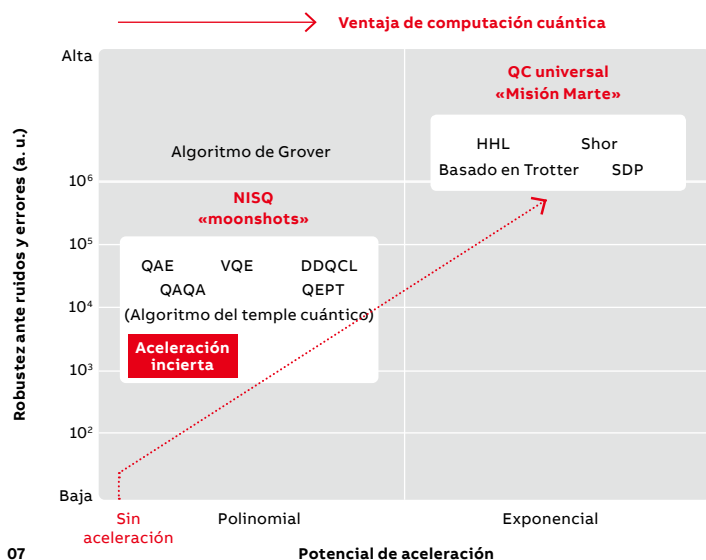 Ventaja de computación cuántica
Robustez ante ruidos y errores (a. u.)
Alta
10⁶
10⁵
10⁴
10³
10²
Baja
QC universal
«Misión Marte»
HHL Shor
Basado en Trotter SDP
Algoritmo de Grover
NISQ
«moonshots»
QAE VQE DDQCL
QAQA QEPT
(Algoritmo del temple cuántico)
Aceleración
incierta
Sin
aceleración
Polinomial
Exponencial
07
Potencial de aceleración